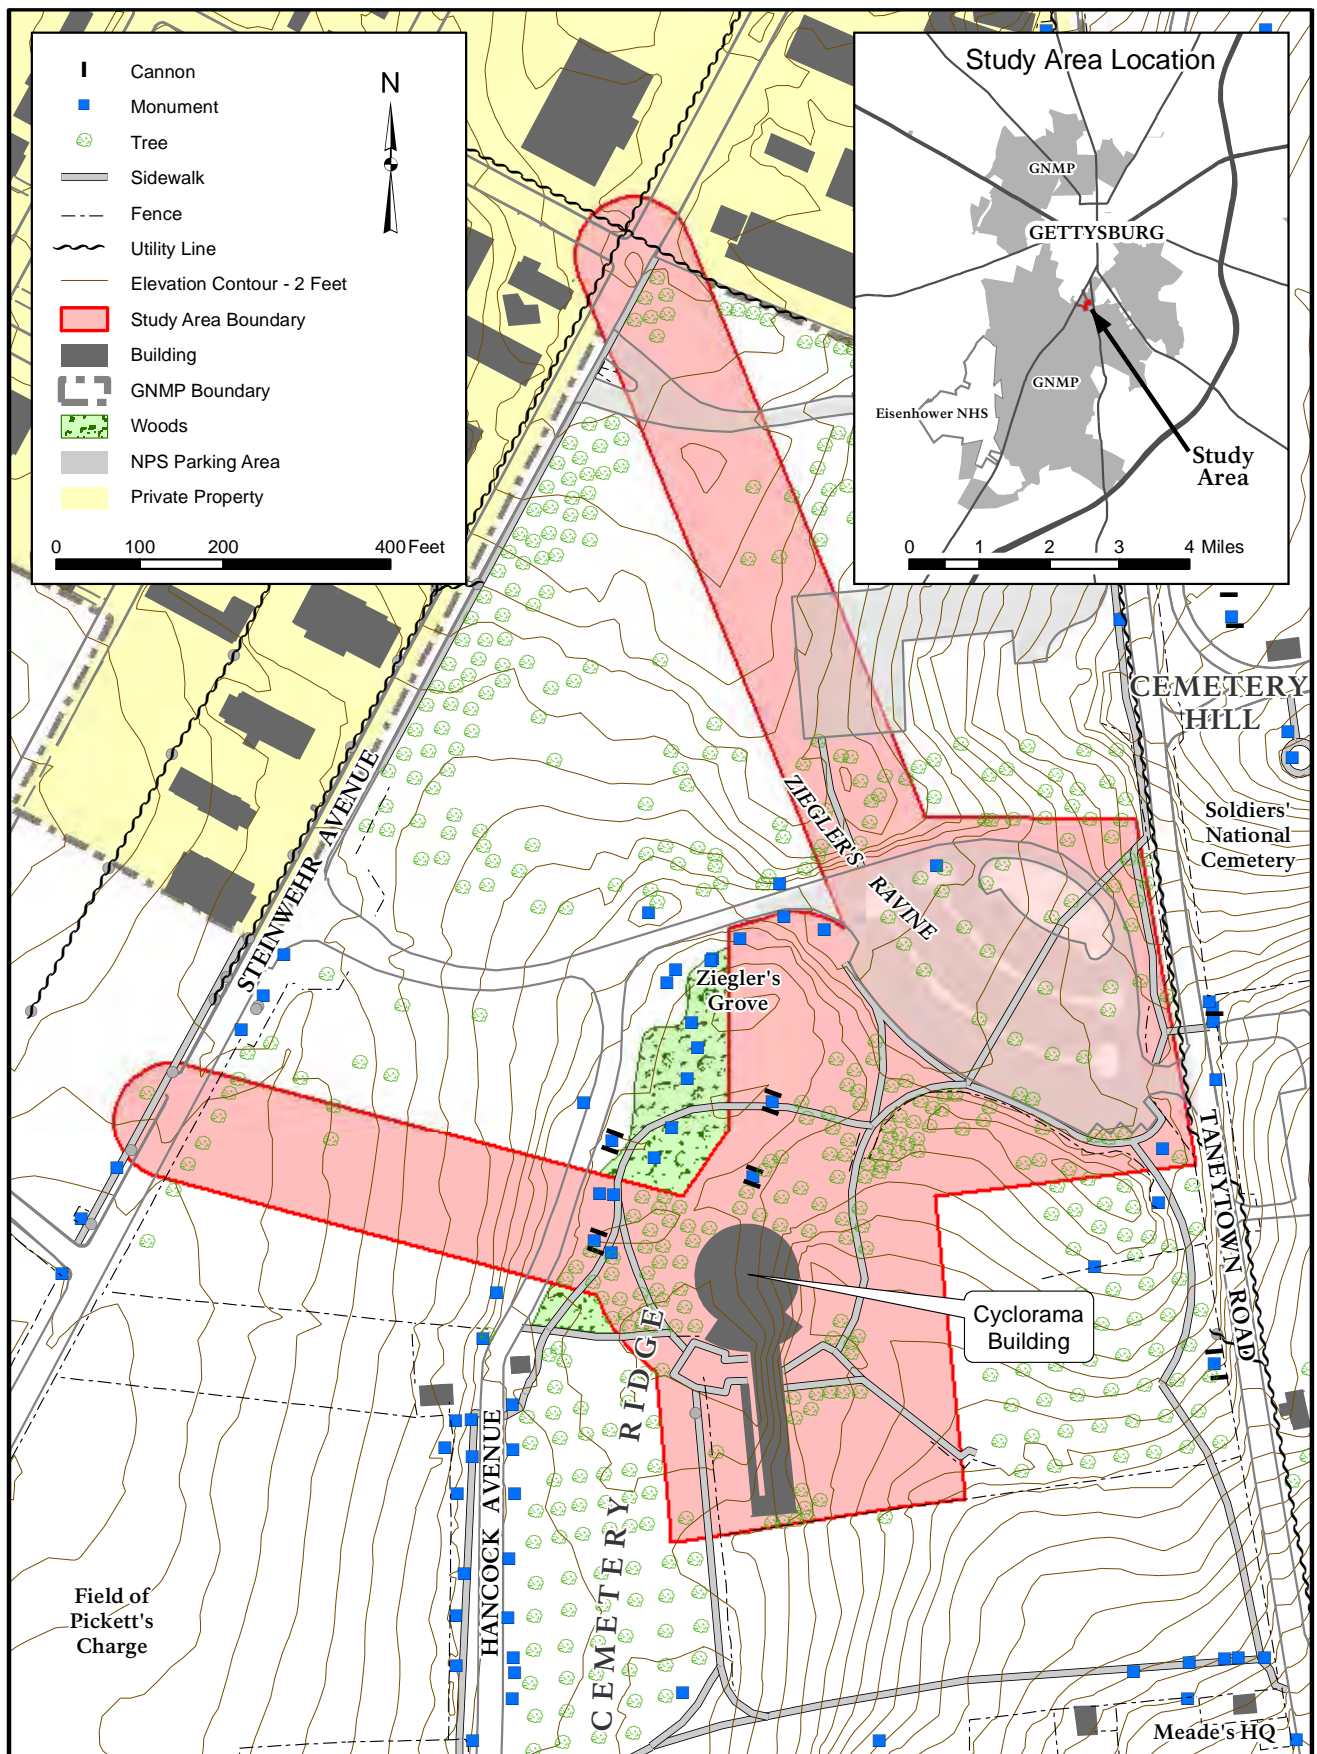 Cannon
Monument
Tree
Sidewalk
Fence
Utility Line
Elevation Contour - 2 Feet
Study Area Boundary
Building
GNMP Boundary
Woods
NPS Parking Area
Private Property
N
0 100 200 400 Feet
Study Area Location
GNMP
GETTYSBURG
GNMP
Eisenhower NHS
Study
Area
0 1 2 3 4 Miles
CEMETERY
HILL
Soldiers'
National
Cemetery
STEINWEHR AVENUE
ZIEGLER'S
RAVINE
Ziegler's
Grove
TANEYTOWN ROAD
Cyclorama
Building
CEMETERY RIDGE
HANCOCK AVENUE
Field of
Pickett's
Charge
Meade's HQ